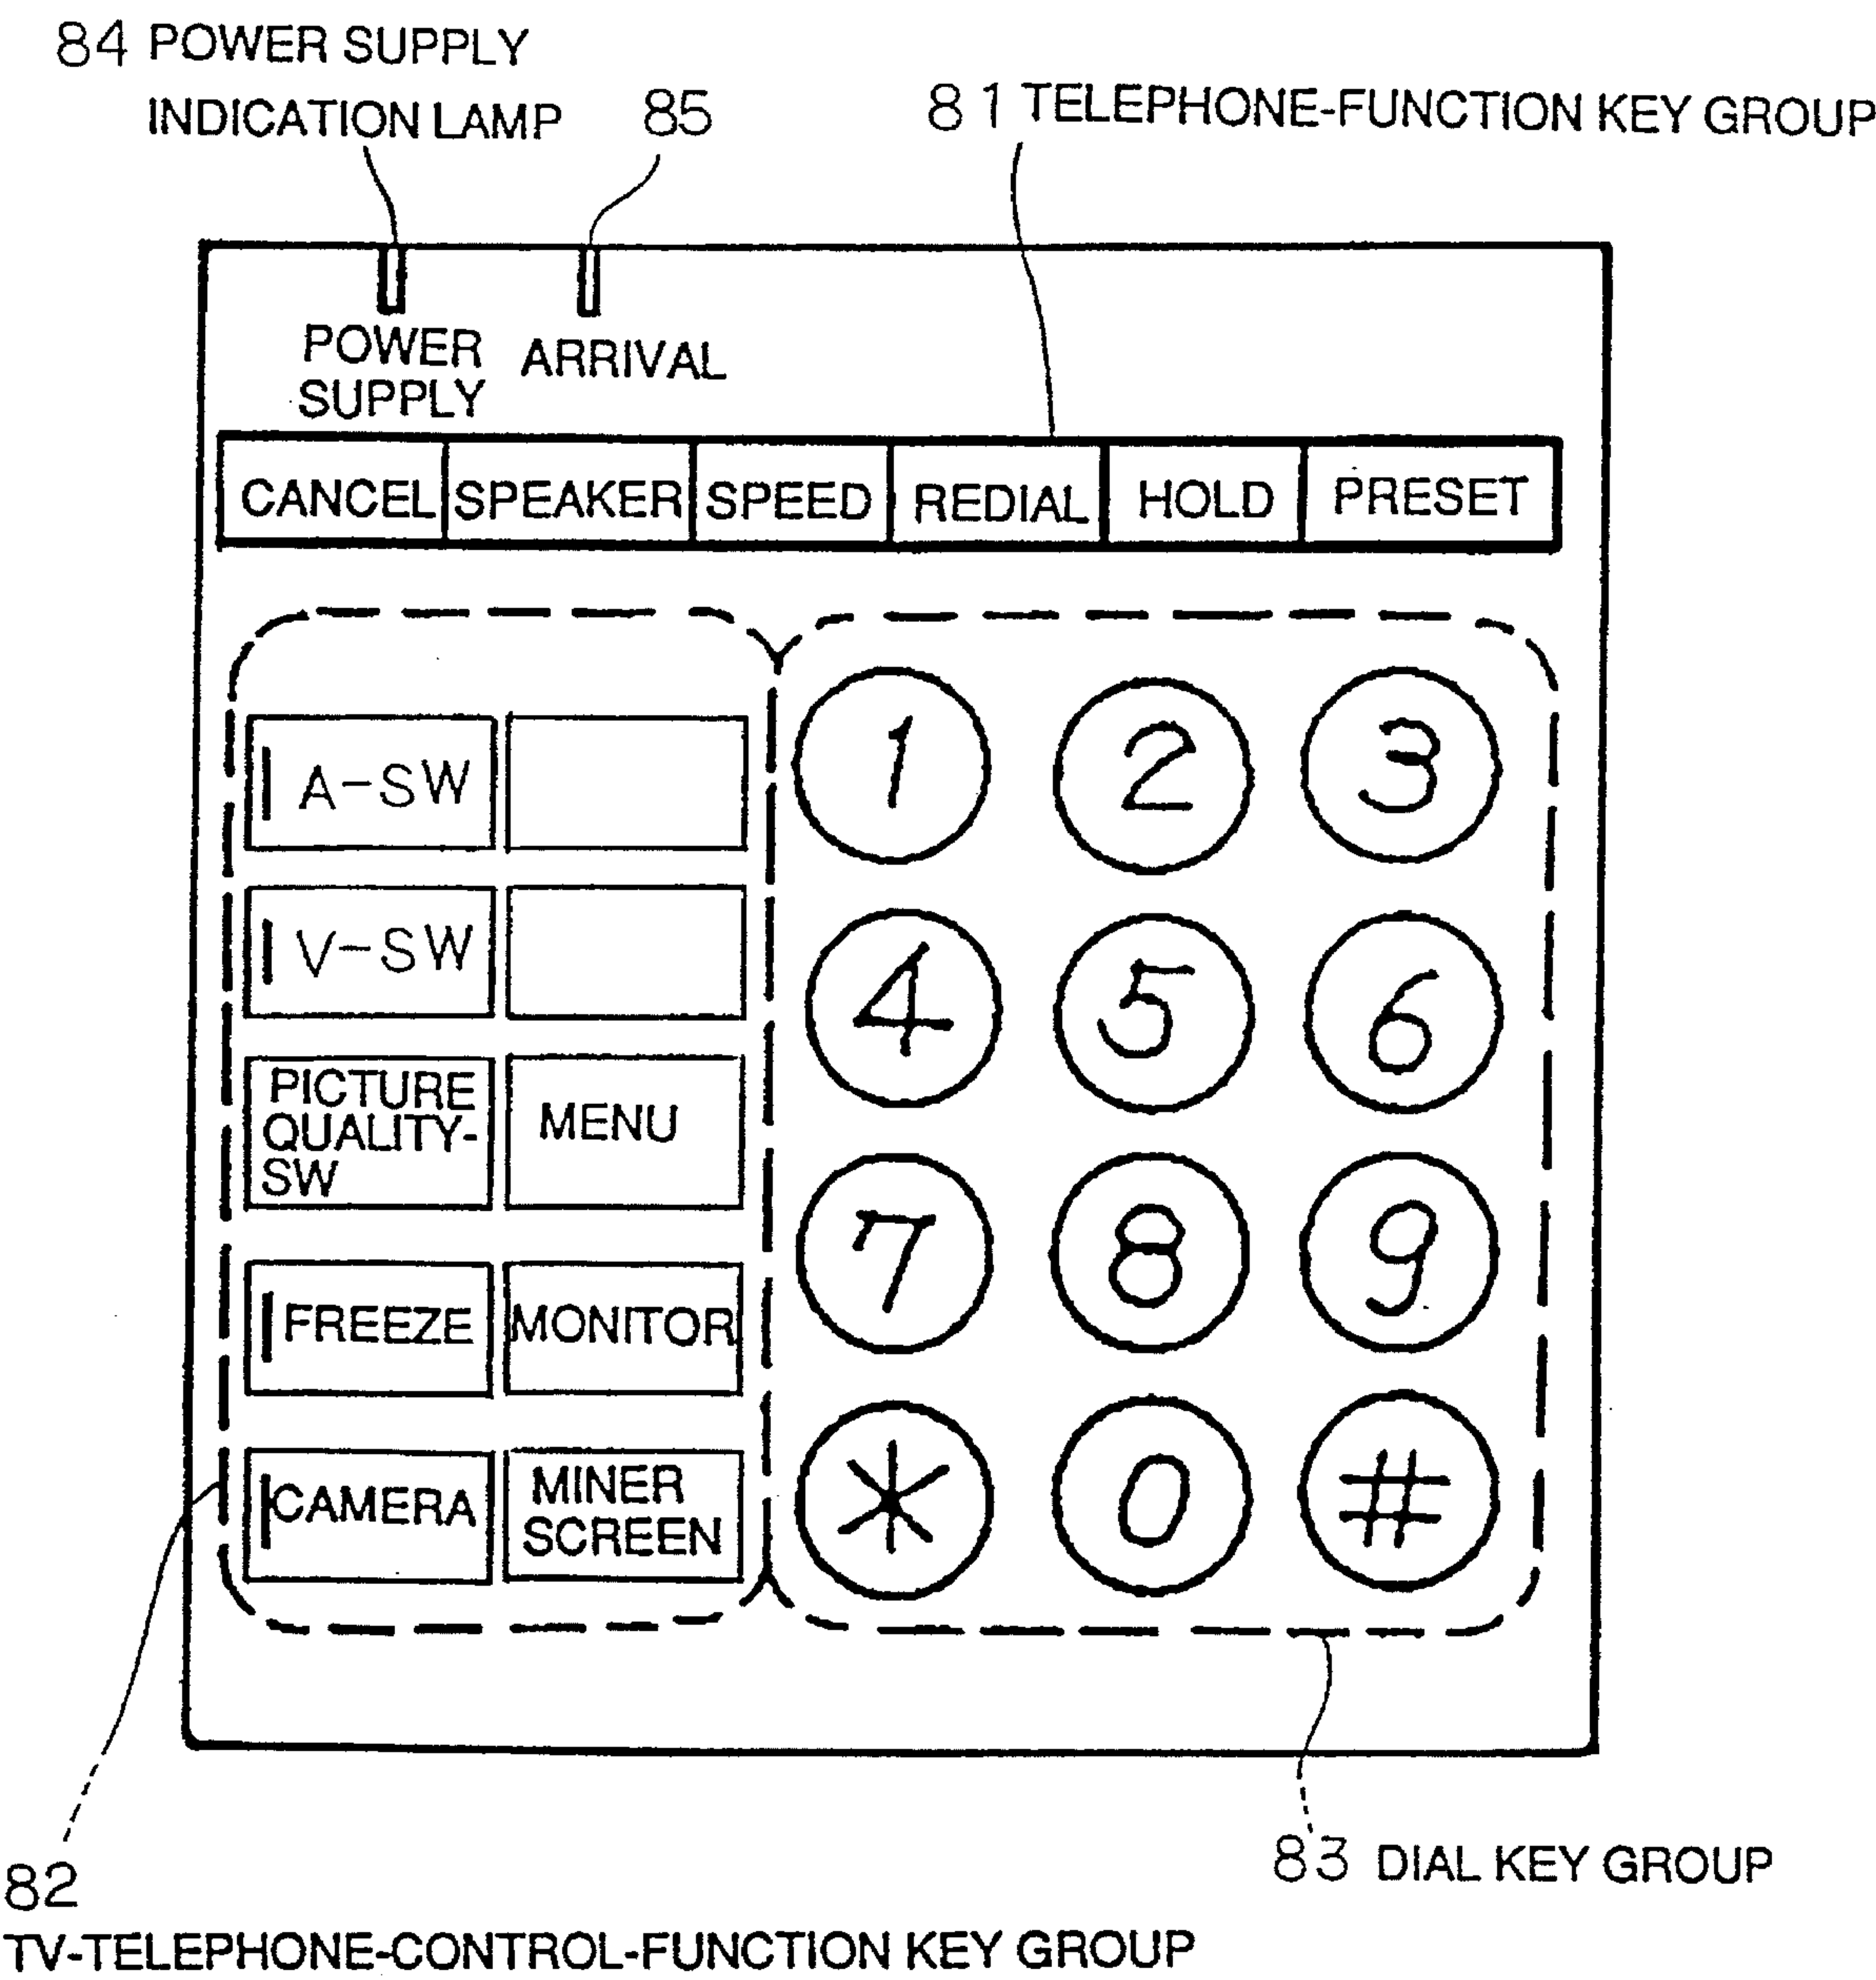 84 POWER SUPPLY
INDICATION LAMP
85
81 TELEPHONE-FUNCTION KEY GROUP
POWER
SUPPLY
ARRIVAL
CANCEL SPEAKER SPEED REDIAL HOLD PRESET
A-SW
1 2 3
V-SW
4 5 6
PICTURE
QUALITY-
SW
MENU
7 8 9
FREEZE MONITOR
CAMERA
MINER
SCREEN
* 0 #
83 DIAL KEY GROUP
82
TV-TELEPHONE-CONTROL-FUNCTION KEY GROUP